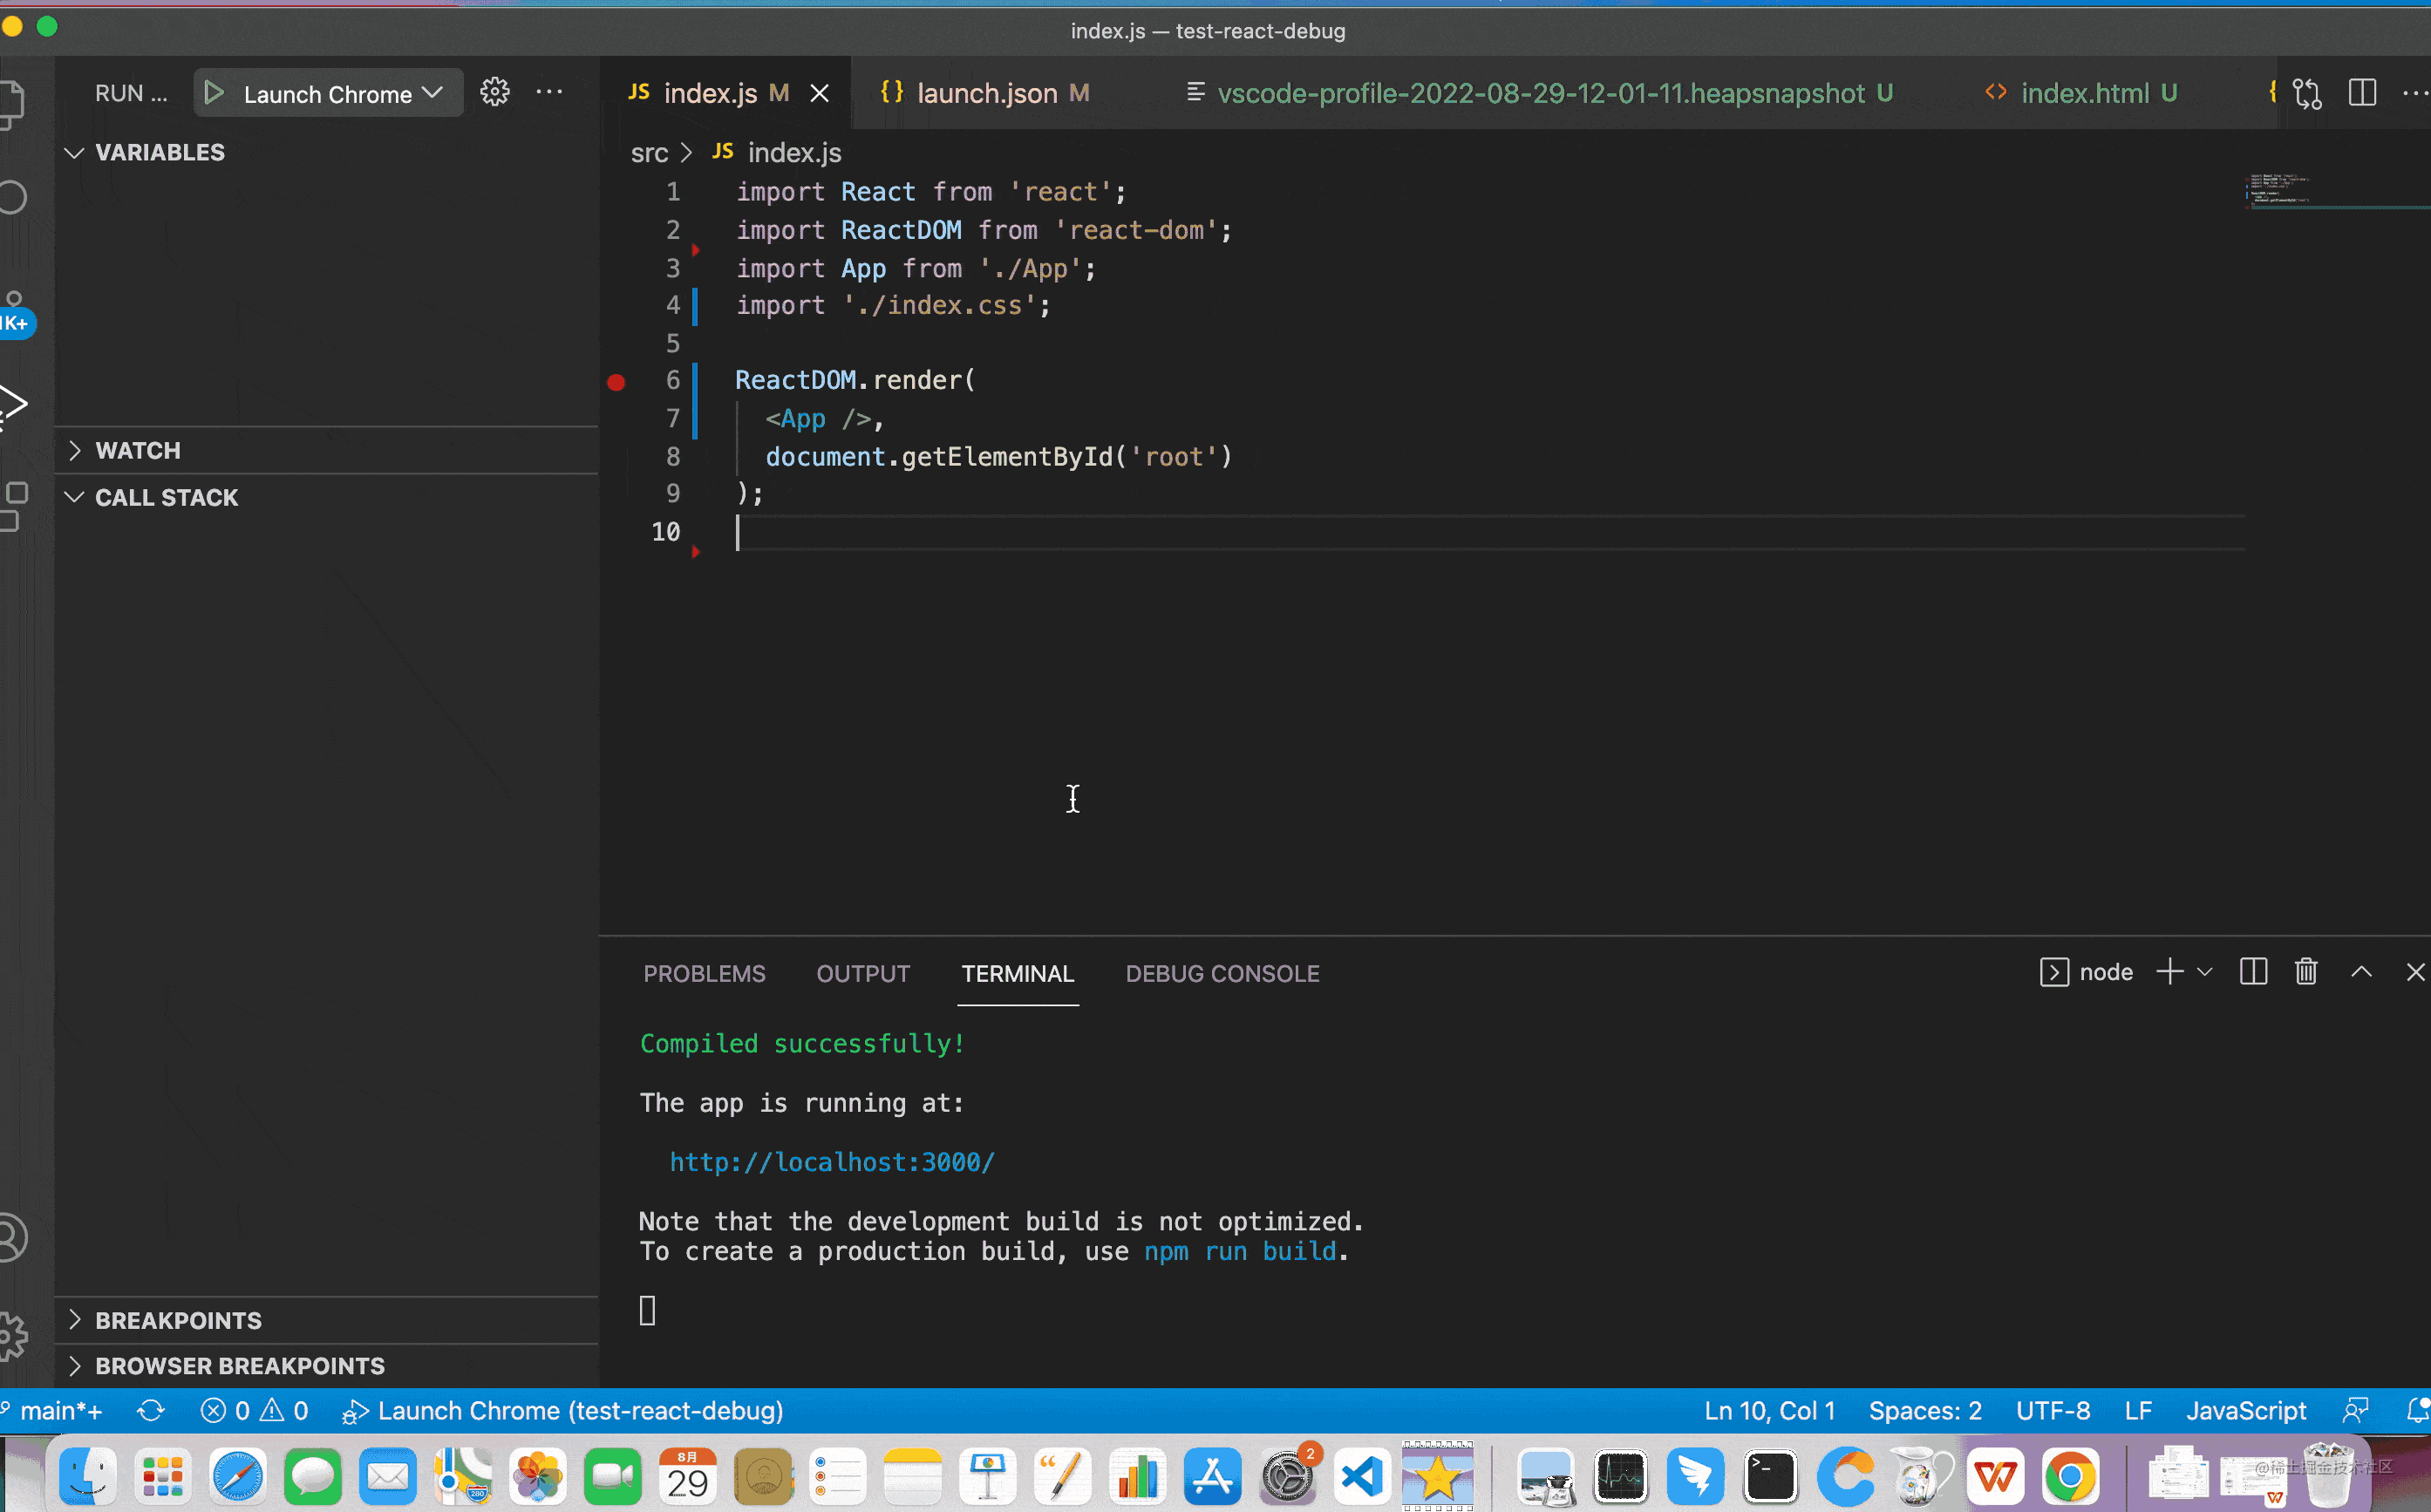 index.js — test-react-debug
RUN ...
Launch Chrome
JS index.js M
{} launch.json M
vscode-profile-2022-08-29-12-01-11.heapsnapshot U
<> index.html U
VARIABLES
WATCH
CALL STACK
BREAKPOINTS
BROWSER BREAKPOINTS
1K+
src > JS index.js
1 import React from 'react';
2 import ReactDOM from 'react-dom';
3 import App from './App';
4 import './index.css';
5
6 ReactDOM.render(
7 <App />,
8 document.getElementById('root')
9 );
10
PROBLEMS OUTPUT TERMINAL DEBUG CONSOLE
node
Compiled successfully!
The app is running at:
http://localhost:3000/
Note that the development build is not optimized.
To create a production build, use npm run build.
main*+ 0 0 Launch Chrome (test-react-debug)
Ln 10, Col 1 Spaces: 2 UTF-8 LF JavaScript
8月
29
2
280
@稀土掘金技术社区